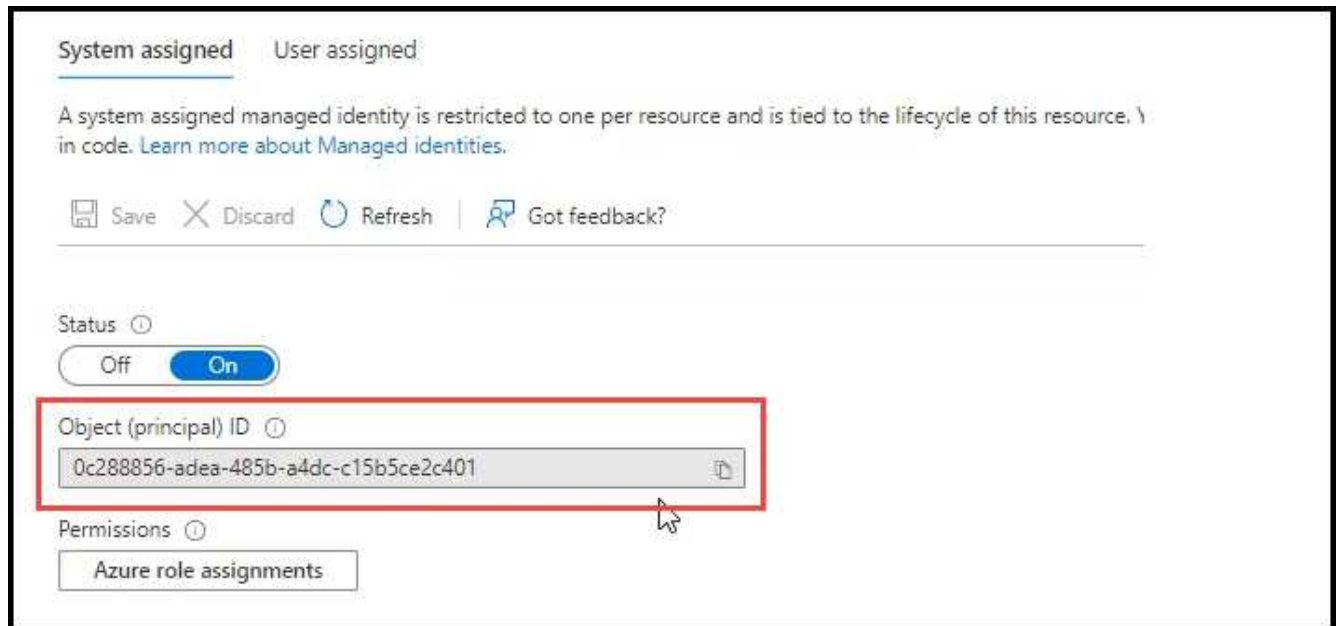 System assigned User assigned
A system assigned managed identity is restricted to one per resource and is tied to the lifecycle of this resource.
in code. Learn more about Managed identities.
Save Discard Refresh Got feedback?
Status
Off On
Object (principal) ID
0c288856-adea-485b-a4dc-c15b5ce2c401
Permissions
Azure role assignments